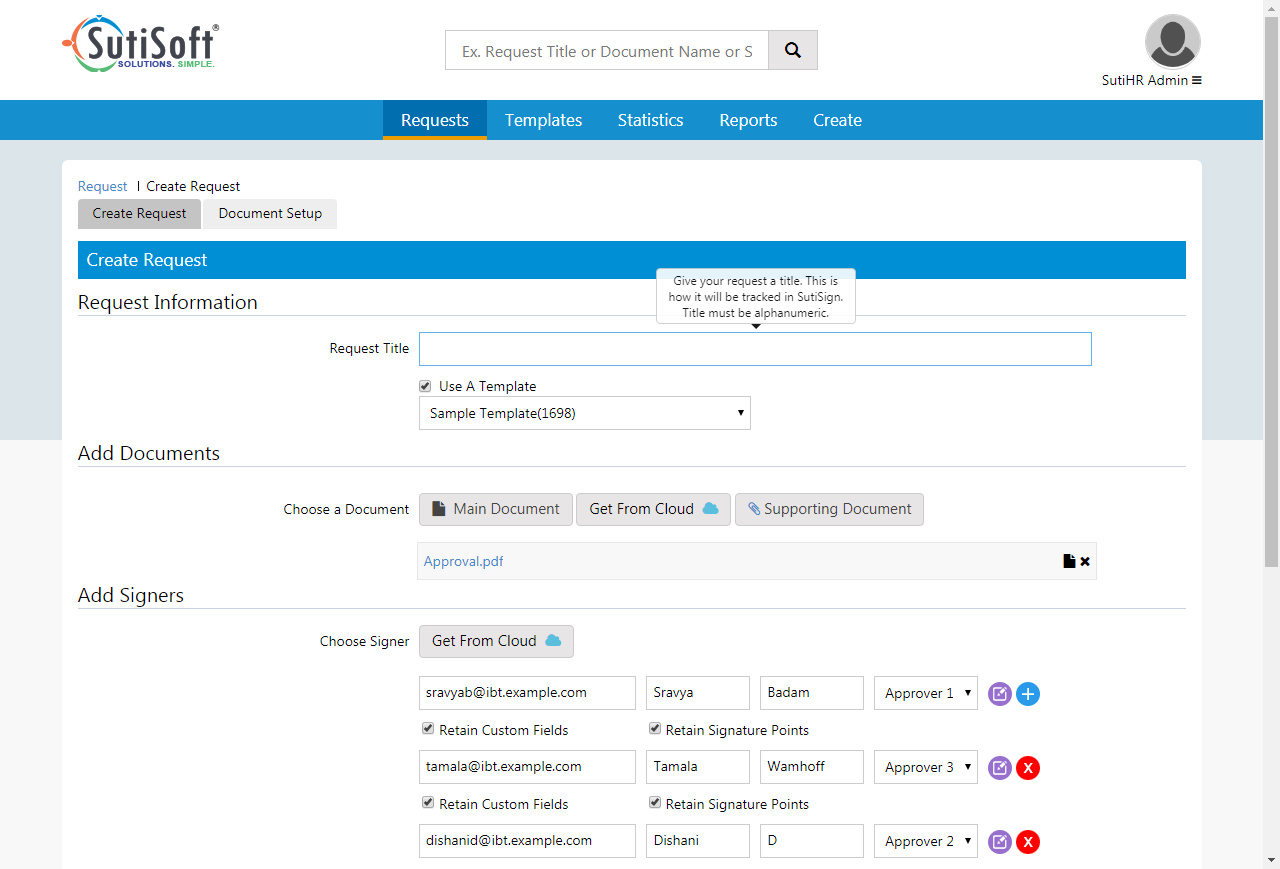 SutiSoft®
SOLUTIONS. SIMPLE.
Ex. Request Title or Document Name or S
SutiHR Admin
Requests Templates Statistics Reports Create
Request | Create Request
Create Request Document Setup
Create Request
Give your request a title. This is
how it will be tracked in SutiSign.
Title must be alphanumeric.
Request Information
Request Title
Use A Template
Sample Template(1698)
Add Documents
Choose a Document Main Document Get From Cloud Supporting Document
Approval.pdf
Add Signers
Choose Signer Get From Cloud
sravyab@ibt.example.com Sravya Badam Approver 1
Retain Custom Fields Retain Signature Points
tamala@ibt.example.com Tamala Wamhoff Approver 3 X
Retain Custom Fields Retain Signature Points
dishanid@ibt.example.com Dishani D Approver 2 X